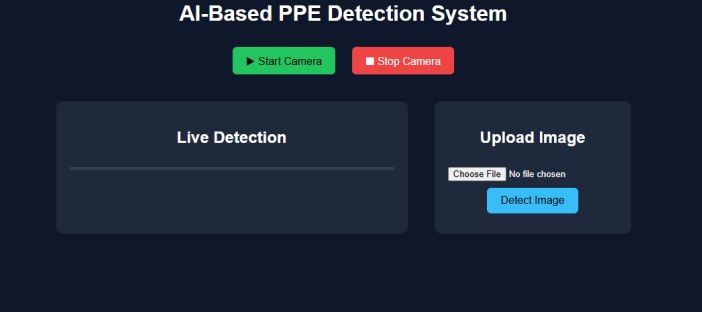 AI-Based PPE Detection System
▶ Start Camera
■ Stop Camera
Live Detection
Upload Image
Choose File No file chosen
Detect Image